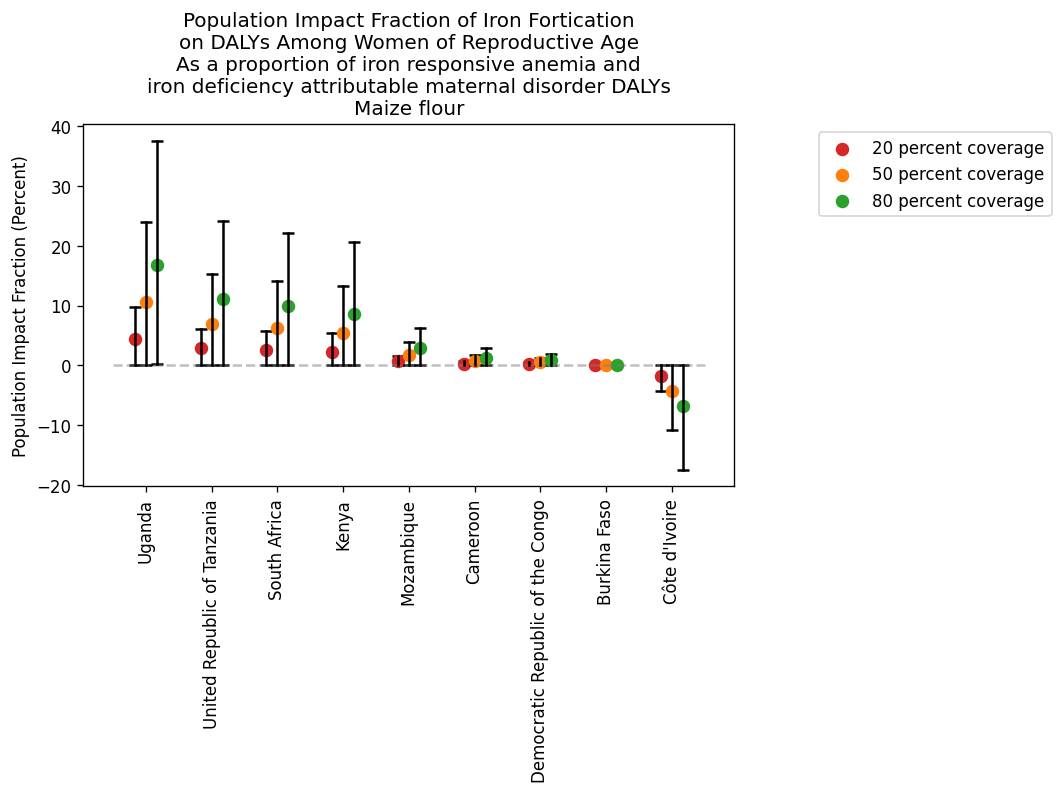 Population Impact Fraction of Iron Fortication
on DALYs Among Women of Reproductive Age
As a proportion of iron responsive anemia and
iron deficiency attributable maternal disorder DALYs
Maize flour
Population Impact Fraction (Percent)
40
30
20
10
0
−10
−20
20 percent coverage
50 percent coverage
80 percent coverage
Uganda
United Republic of Tanzania
South Africa
Kenya
Mozambique
Cameroon
Democratic Republic of the Congo
Burkina Faso
Côte d'Ivoire